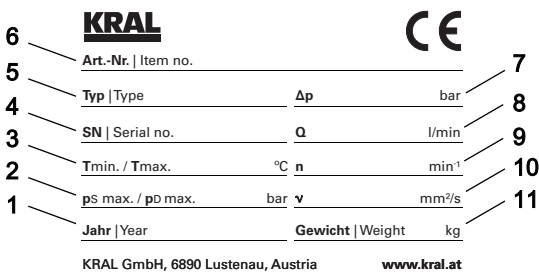 KRAL CE
6 Art.-Nr. | Item no.
5 Typ | Type Δp bar 7
4 SN | Serial no. Q l/min 8
3 Tmin. / Tmax. °C n min-1 9
2 pS max. / pD max. bar ν mm²/s 10
1 Jahr | Year Gewicht | Weight kg 11
KRAL GmbH, 6890 Lustenau, Austria www.kral.at